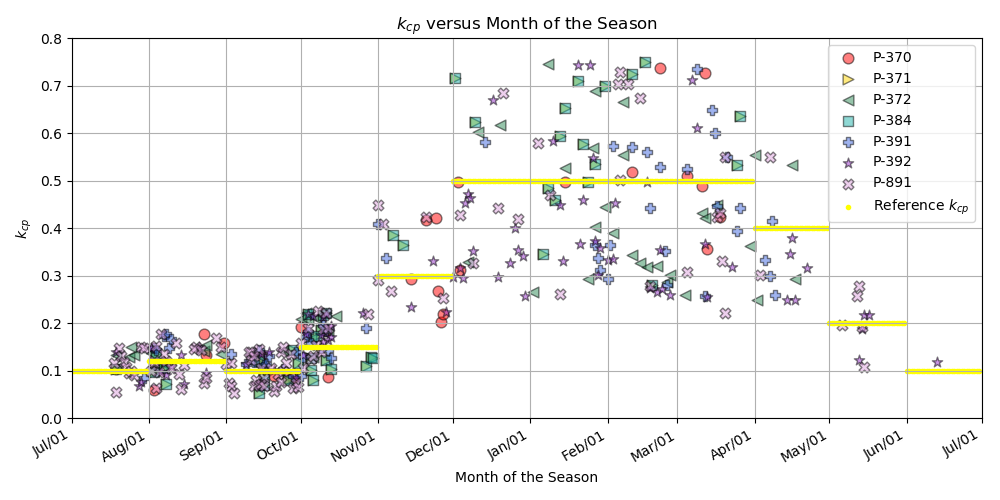 k_cp versus Month of the Season
k_cp
0.8
0.7
0.6
0.5
0.4
0.3
0.2
0.1
0.0
P-370
P-371
P-372
P-384
P-391
P-392
P-891
Reference k_cp
Jul/01
Aug/01
Sep/01
Oct/01
Nov/01
Dec/01
Jan/01
Feb/01
Mar/01
Apr/01
May/01
Jun/01
Jul/01
Month of the Season